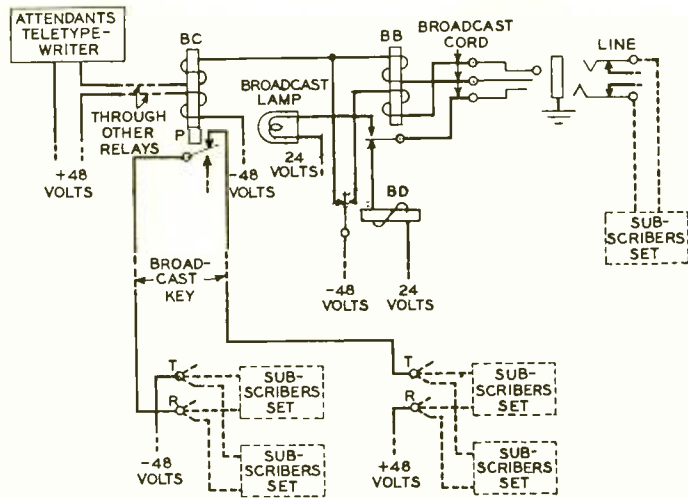 ATTENDANTS
TELETYPE-
WRITER
BC
BB
BROADCAST
CORD
LINE
BROADCAST
LAMP
THROUGH
OTHER
RELAYS
P
+48
VOLTS
-48
VOLTS
24
VOLTS
BD
-48
VOLTS
24
VOLTS
SUB-
SCRIBERS
SET
BROAD-
CAST
KEY
T
R
SUB-
SCRIBERS
SET
-48
VOLTS
SUB-
SCRIBERS
SET
T
R
SUB-
SCRIBERS
SET
+48
VOLTS
SUB-
SCRIBERS
SET